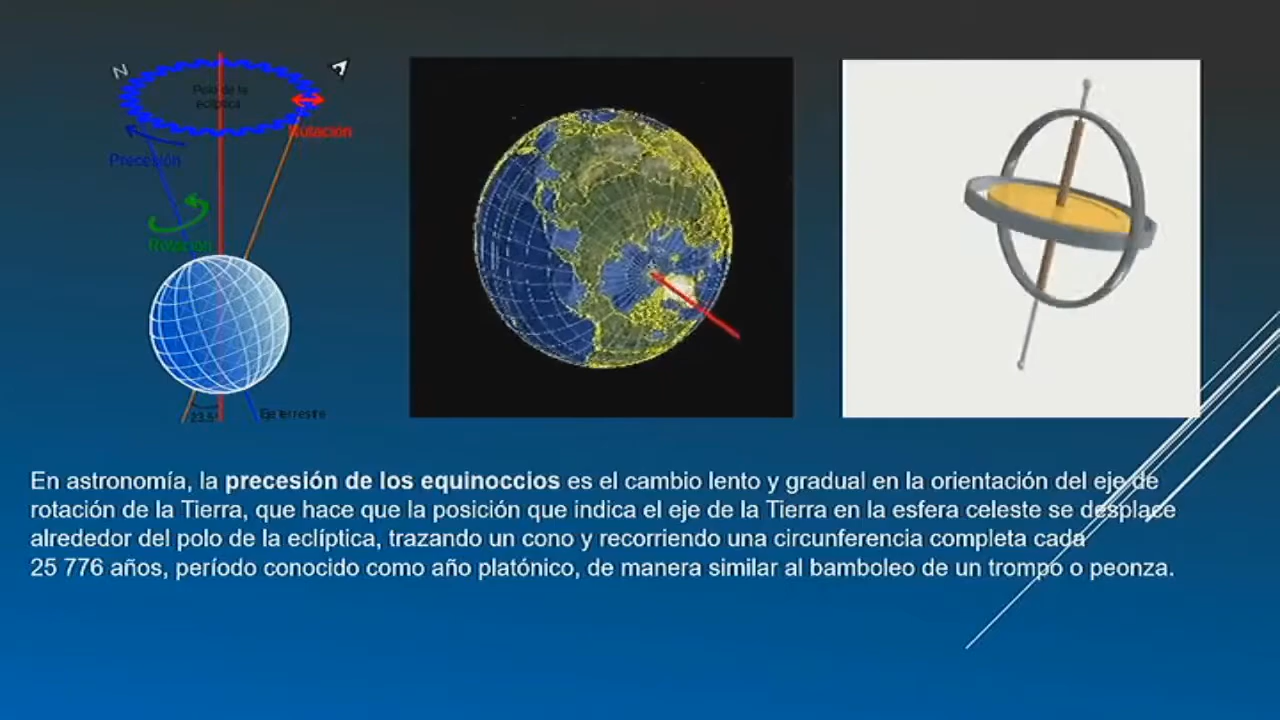 N
A
Polo de la
eclíptica
Nutación
Precesión
Rotación
23,5°
Eje terrestre
En astronomía, la precesión de los equinoccios es el cambio lento y gradual en la orientación del eje de
rotación de la Tierra, que hace que la posición que indica el eje de la Tierra en la esfera celeste se desplace
alrededor del polo de la eclíptica, trazando un cono y recorriendo una circunferencia completa cada
25 776 años, período conocido como año platónico, de manera similar al bamboleo de un trompo o peonza.